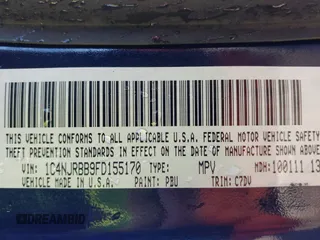 THIS VEHICLE CONFORMS TO ALL APPLICABLE U.S.A. FEDERAL MOTOR VEHICLE SAFETY
THEFT PREVENTION STANDARDS IN EFFECT ON THE DATE OF MANUFACTURE SHOWN ABOVE
VIN: 1C4NJRBB9FD155170 TYPE: MPV MDH: 100111 13
VEHICLE MADE IN U.S.A. PAINT: PBU TRIM: C7DV
DREAMBID